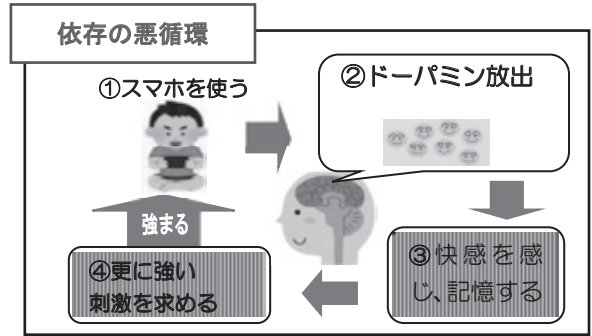 依存の悪循環
①スマホを使う
②ドーパミン放出
③快感を感
じ、記憶する
④更に強い
刺激を求める
強まる